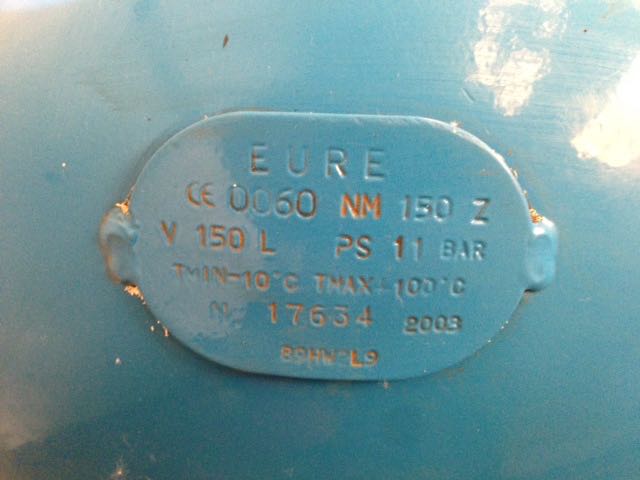 EURE
CE 0060 NM 150 Z
V 150 L PS 11 BAR
TMIN-10°C TMAX+100°C
N. 17634 2003